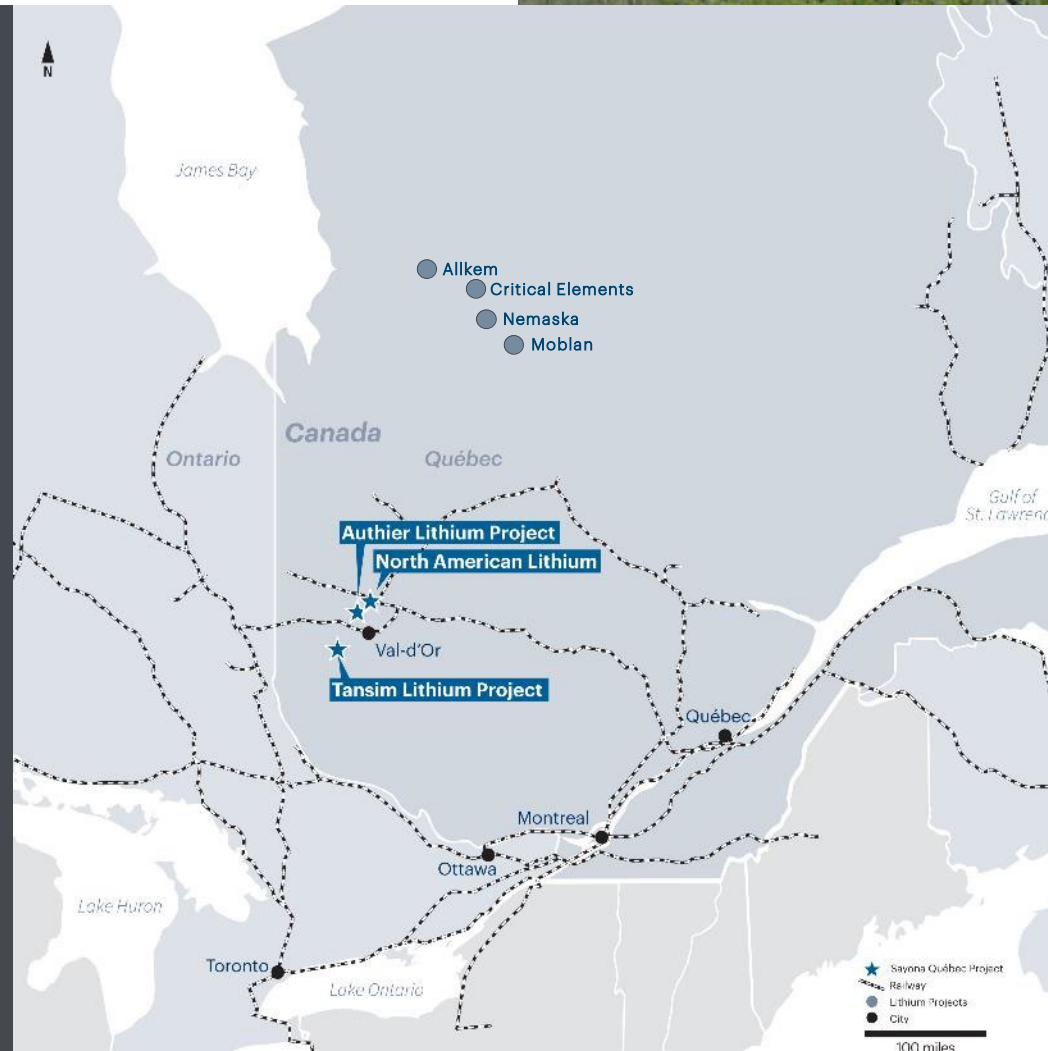 N
James Bay
Allkem
Critical Elements
Nemaska
Moblan
Canada
Ontario
Québec
Gulf of
St. Lawrenc
Authier Lithium Project
North American Lithium
Val-d'Or
Tansim Lithium Project
Québec
Montreal
Ottawa
Lake Huron
Toronto
Lake Ontario
Sayona Québec Project
Railway
Lithium Projects
City
100 miles